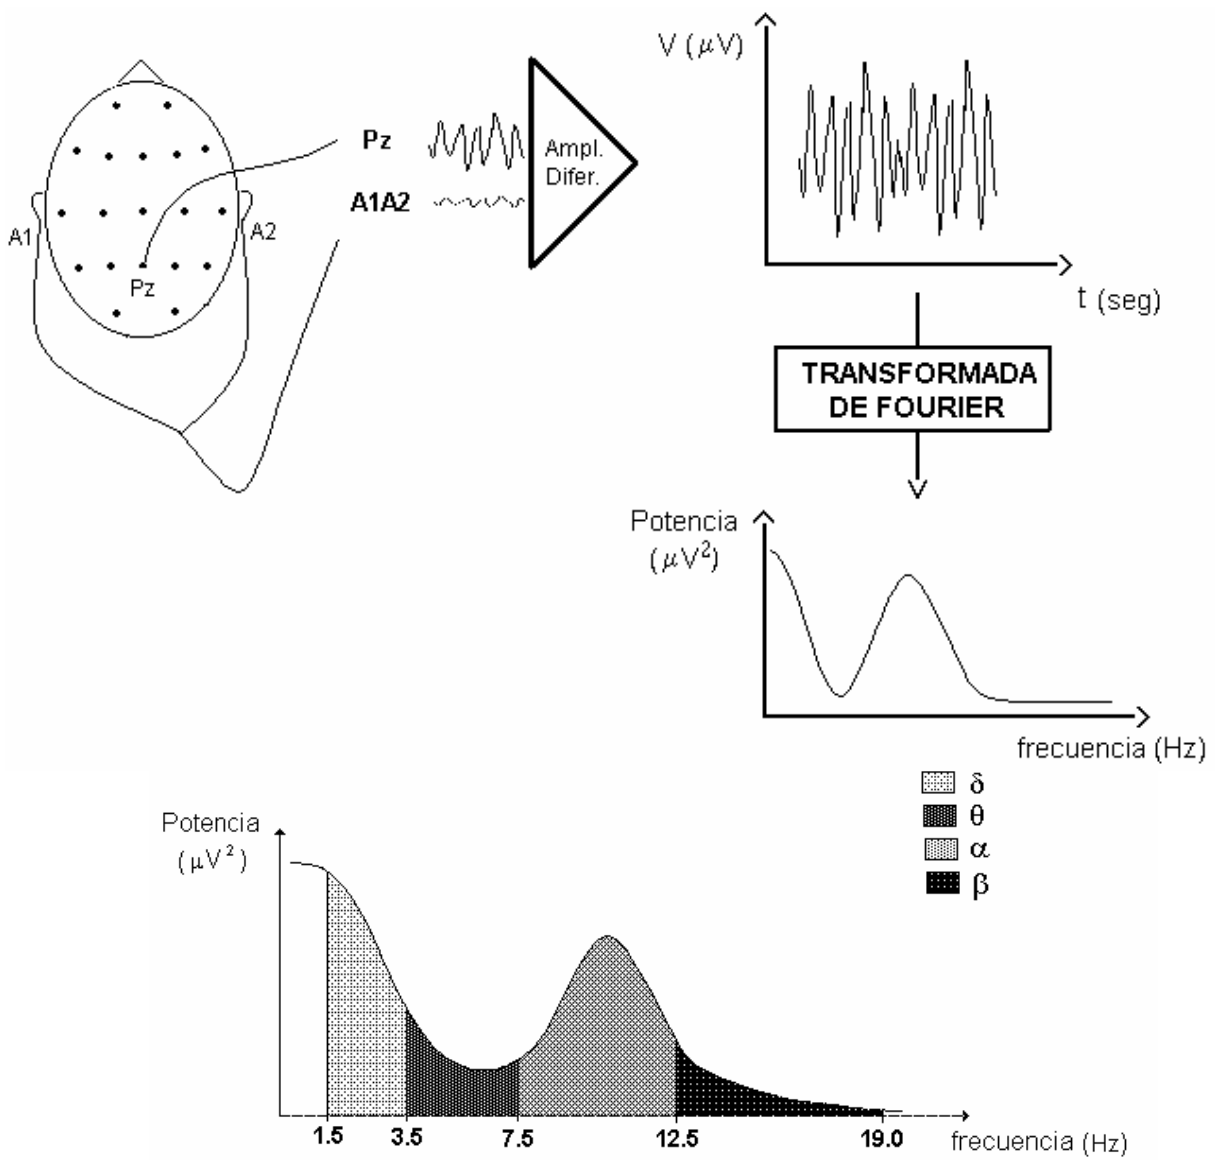 A1
A2
Pz
Pz
A1A2
Ampl.
Difer.
V (μV)
t (seg)
TRANSFORMADA
DE FOURIER
Potencia
(μV²)
frecuencia (Hz)
δ
θ
α
β
Potencia
(μV²)
1.5 3.5 7.5 12.5 19.0
frecuencia (Hz)